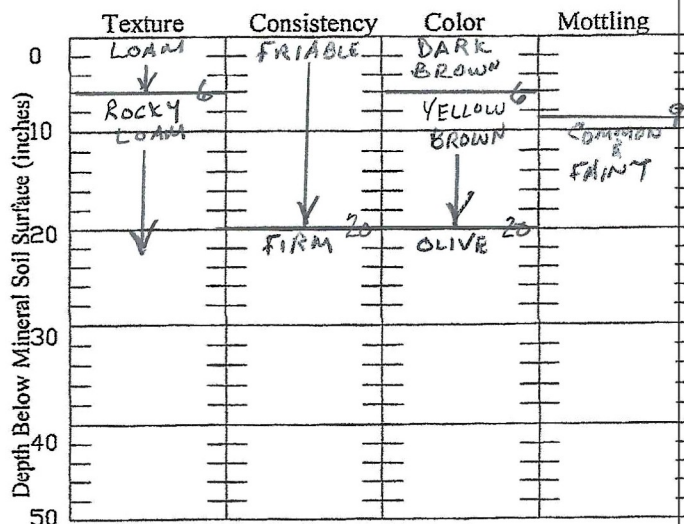 Texture Consistency Color Mottling
Depth Below Mineral Soil Surface (inches)
0 LOAM FRIABLE DARK
BROWN
6 6
ROCKY YELLOW 9
10 LOAM BROWN COMMON
&
FAINT
20 20 20
FIRM OLIVE
30
40
50